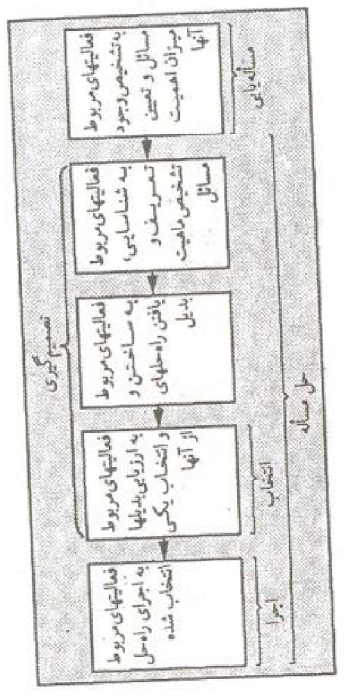 فعالیتهای مربوط
به تشخیص وجود
مسائل و تعیین
میزان اهمیت
آنها
فعالیتهای مربوط
به شناسایی،
تعریف و
تشخیص ماهیت
مسائل
فعالیتهای مربوط
به ساختن و
یافتن راه‌حلهای
بدیل
فعالیتهای مربوط
به ارزیابی بدیلها
و انتخاب یکی
از آنها
فعالیتهای مربوط
به اجرای راه حل
انتخاب شده
تصمیم گیری
مسأله‌یابی
حل مسأله
انتخاب
اجرا